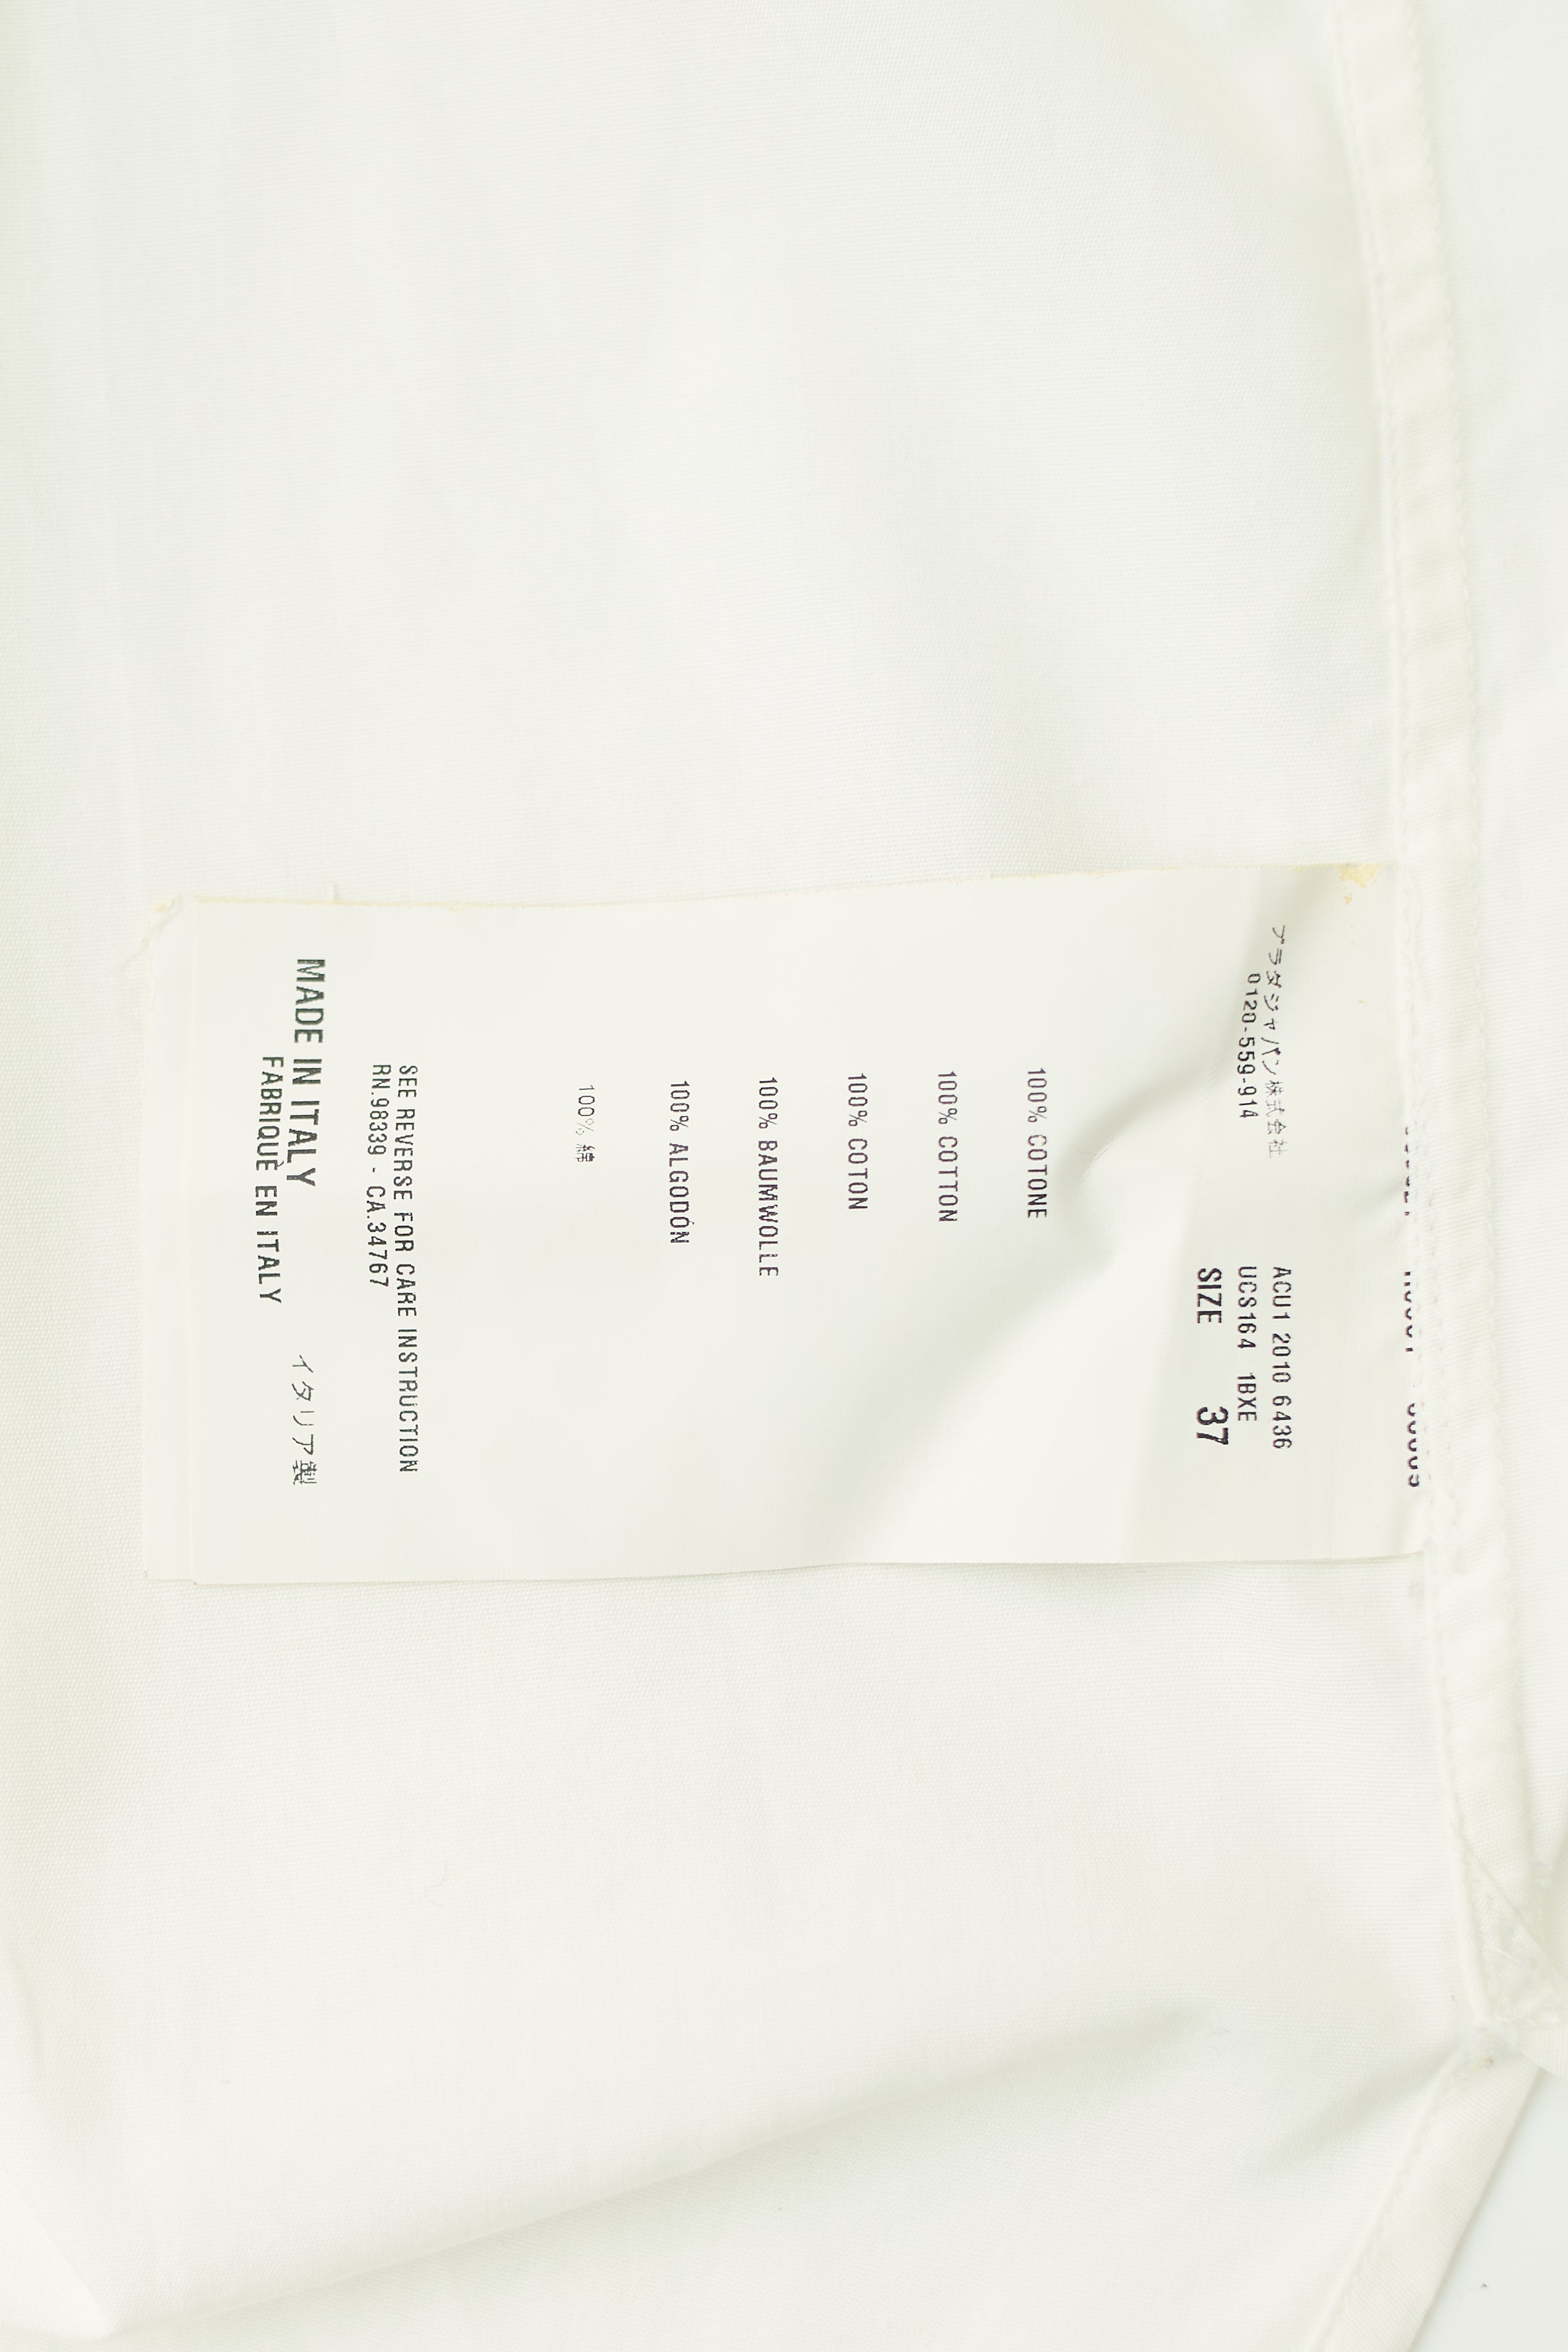 プラダジャパン株式会社
0120-559-914
ACU1 2010 6436
UCS164 1BXE
SIZE 37
100% COTONE
100% COTTON
100% COTON
100% BAUMWOLLE
100% ALGODÓN
100% 綿
SEE REVERSE FOR CARE INSTRUCTION
RN.98339 - CA.34767
MADE IN ITALY イタリア製
FABRIQUÈ EN ITALY